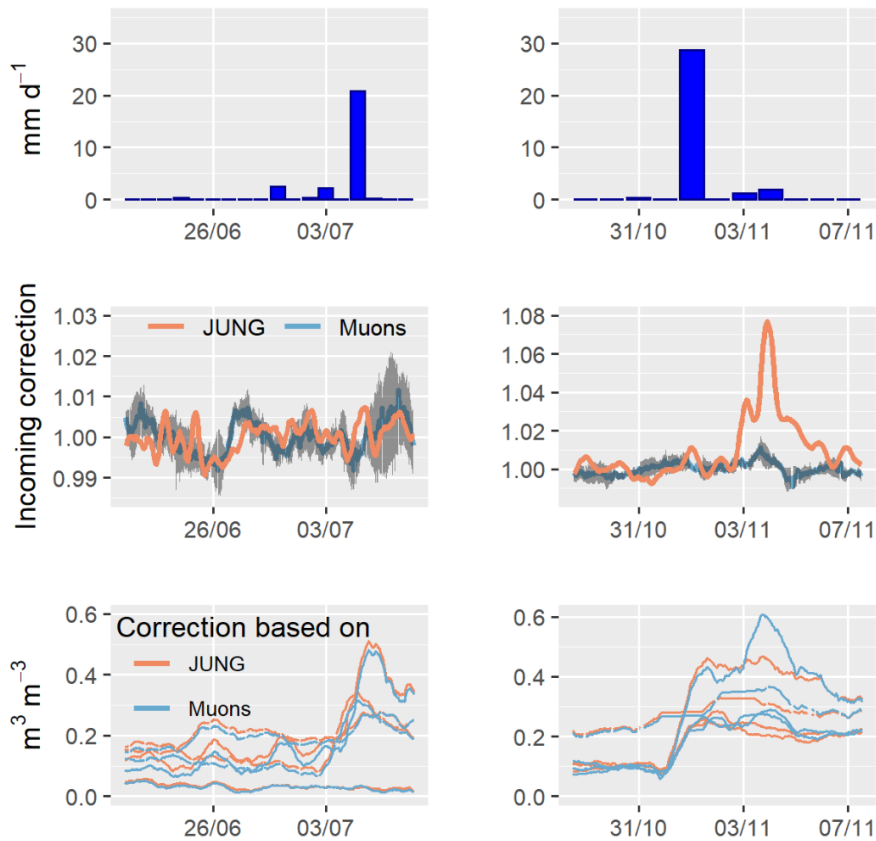 mm d⁻¹
30
20
10
0
26/06 03/07
30
20
10
0
31/10 03/11 07/11
Incoming correction
1.03
1.02
1.01
1.00
0.99
JUNG Muons
26/06 03/07
1.08
1.06
1.04
1.02
1.00
31/10 03/11 07/11
m³ m⁻³
0.6
0.4
0.2
0.0
Correction based on
JUNG
Muons
26/06 03/07
0.6
0.4
0.2
0.0
31/10 03/11 07/11